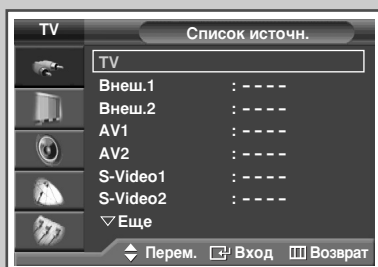 TV
Список источн.
TV
Внеш.1 : - - - -
Внеш.2 : - - - -
AV1 : - - - -
AV2 : - - - -
S-Video1 : - - - -
S-Video2 : - - - -
▽Еще
Перем. Вход Возврат